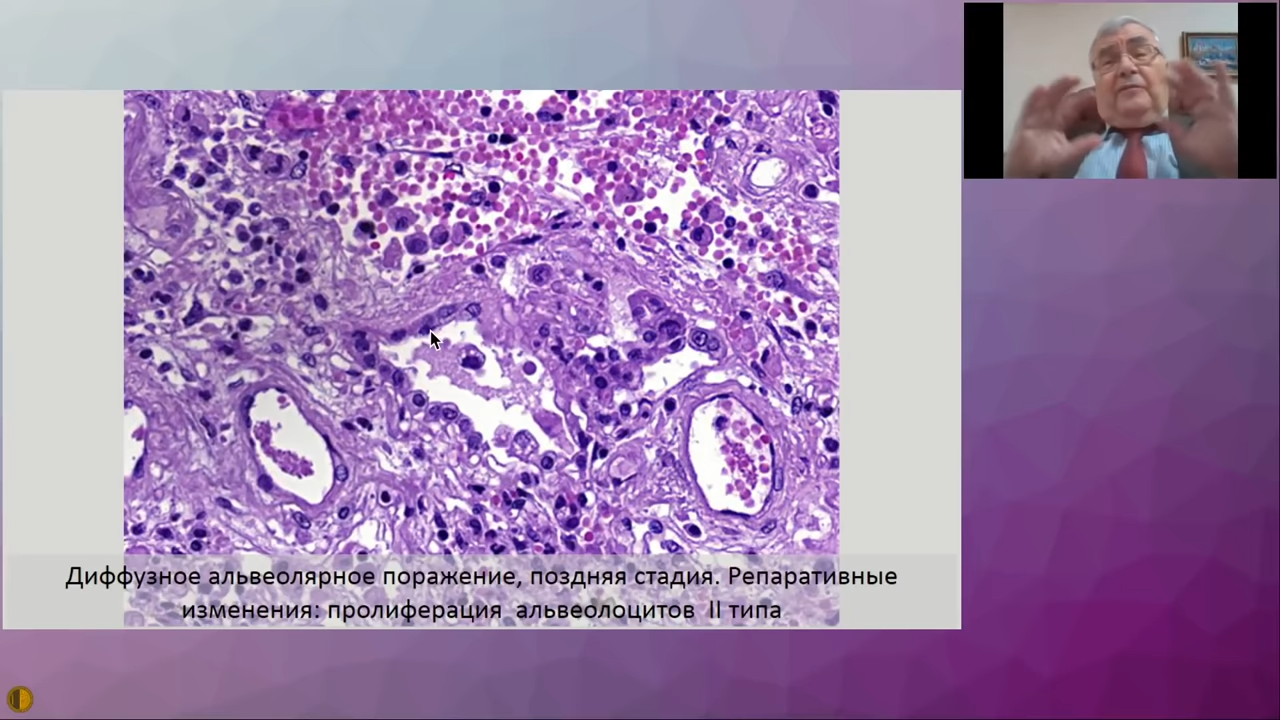 Диффузное альвеолярное поражение, поздняя стадия. Репаративные
изменения: пролиферация альвеолоцитов II типа